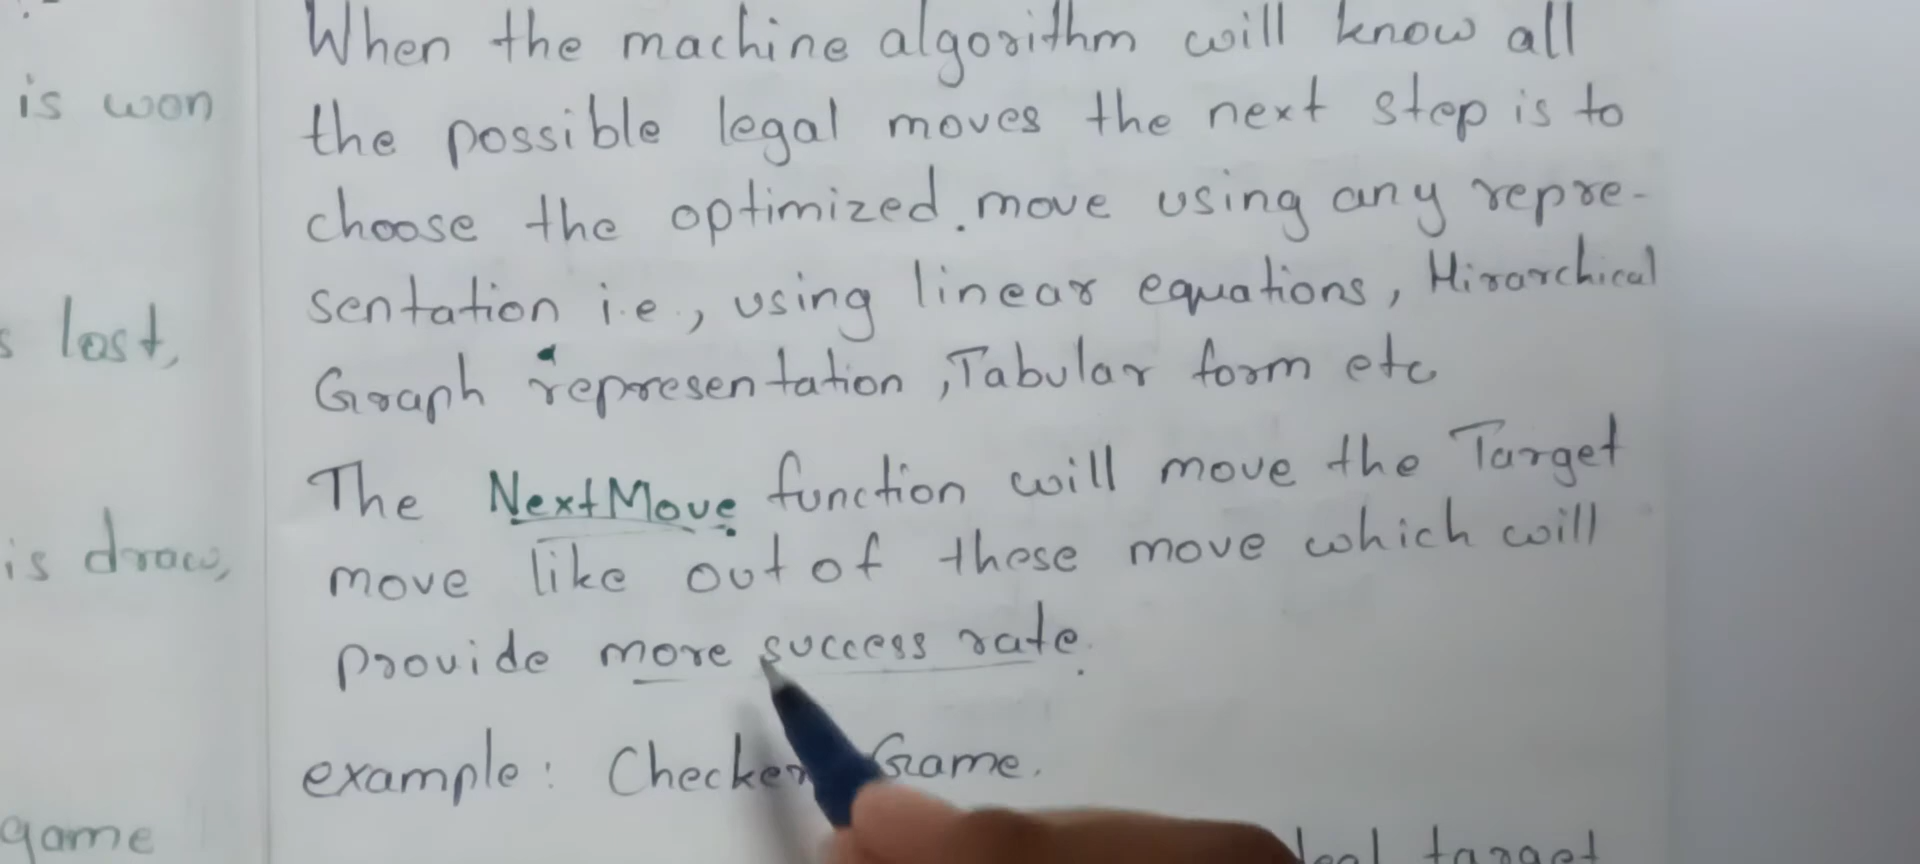 is won
lost,
is draw,
game
When the machine algorithm will know all
the possible legal moves the next step is to
choose the optimized. move using any repre-
sentation i.e., using linear equations, Hirarchical
Graph representation, Tabular form etc
The NextMove function will move the Target
move like out of these move which will
provide more success rate.
example: Checker Game.
target